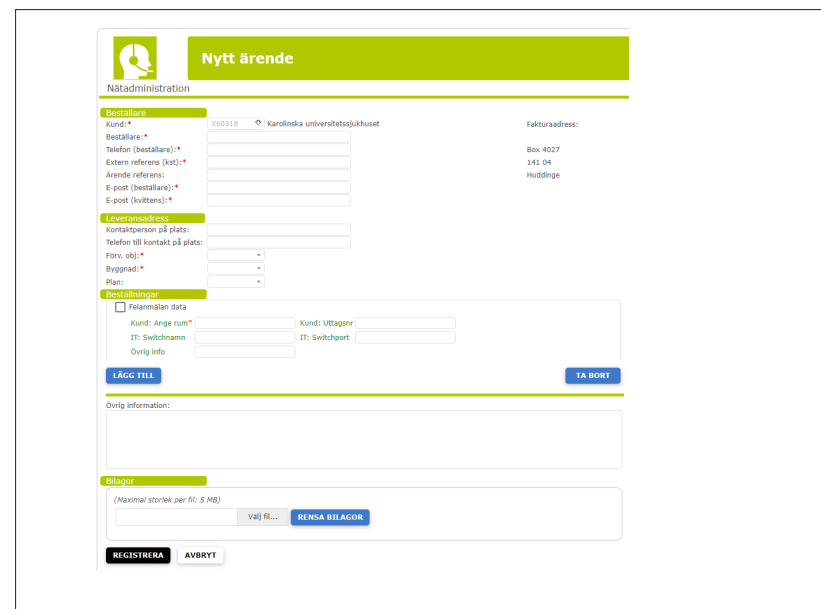 Nytt ärende
Nätadministration
Beställare
Kund:* X60318 Karolinska universitetssjukhuset Fakturaadress:
Beställare:*
Telefon (beställare):* Box 4027
Extern referens (kst):* 141 04
Ärende referens: Huddinge
E-post (beställare):*
E-post (kvittens):*
Leveransadress
Kontaktperson på plats:
Telefon till kontakt på plats:
Förv. obj:*
Byggnad:*
Plan:
Beställningar
Felanmälan data
Kund: Ange rum* Kund: Uttagsnr
IT: Switchnamn IT: Switchport
Övrig info
LÄGG TILL TA BORT
Övrig information:
Bilagor
(Maximal storlek per fil: 5 MB)
Välj fil... RENSA BILAGOR
REGISTRERA AVBRYT